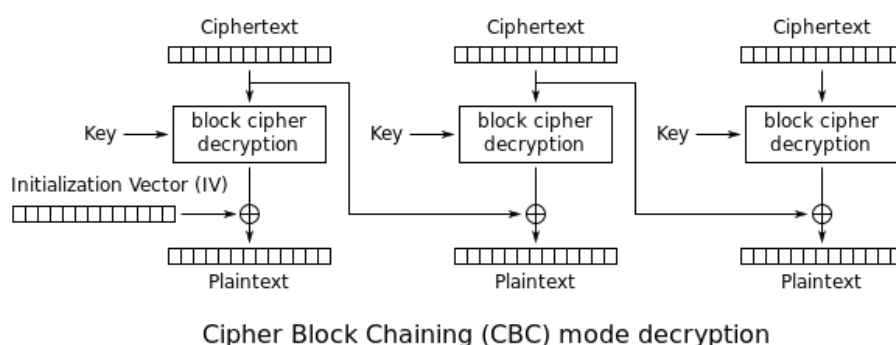 Ciphertext Ciphertext Ciphertext
Key block cipher decryption Key block cipher decryption Key block cipher decryption
Initialization Vector (IV)
Plaintext Plaintext Plaintext
Cipher Block Chaining (CBC) mode decryption